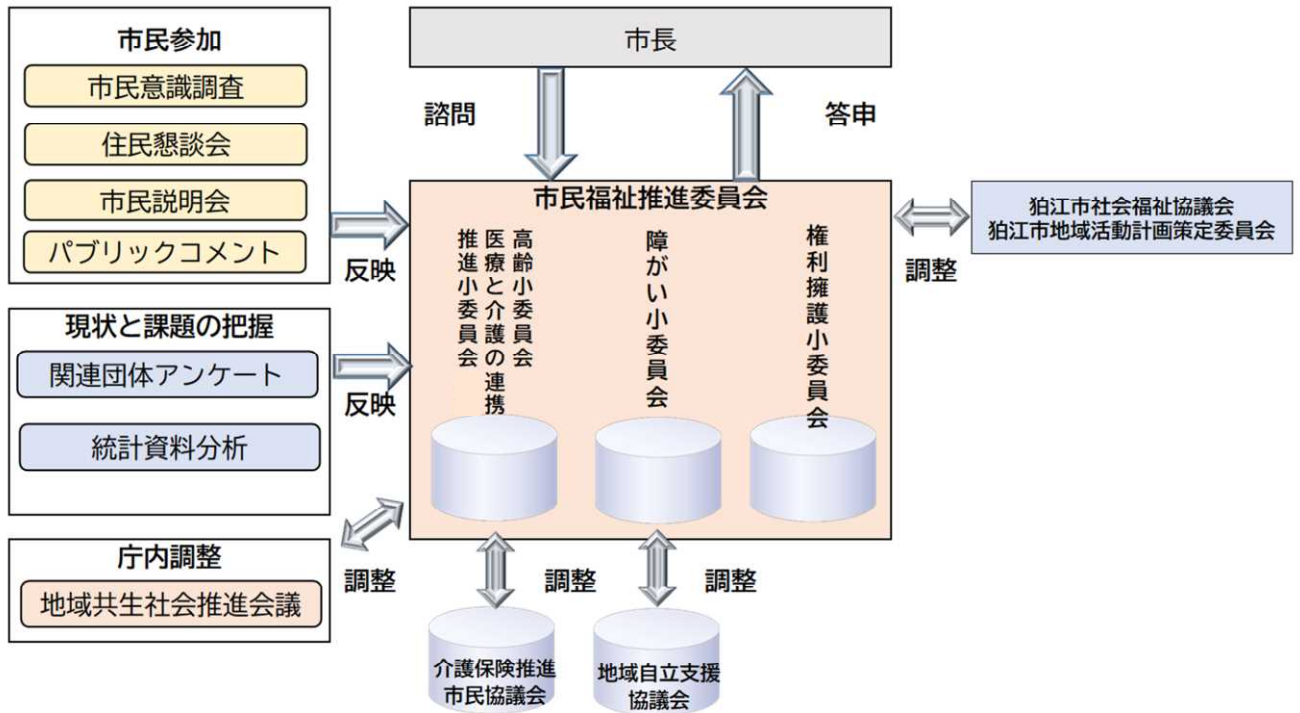 市民参加
市民意識調査
住民懇談会
市民説明会
パブリックコメント
反映
現状と課題の把握
関連団体アンケート
統計資料分析
反映
庁内調整
地域共生社会推進会議
調整
市長
諮問
答申
市民福祉推進委員会
高齢小委員会
医療と介護の連携
推進小委員会
障がい小委員会
権利擁護小委員会
調整
狛江市社会福祉協議会
狛江市地域活動計画策定委員会
調整
調整
介護保険推進
市民協議会
地域自立支援
協議会